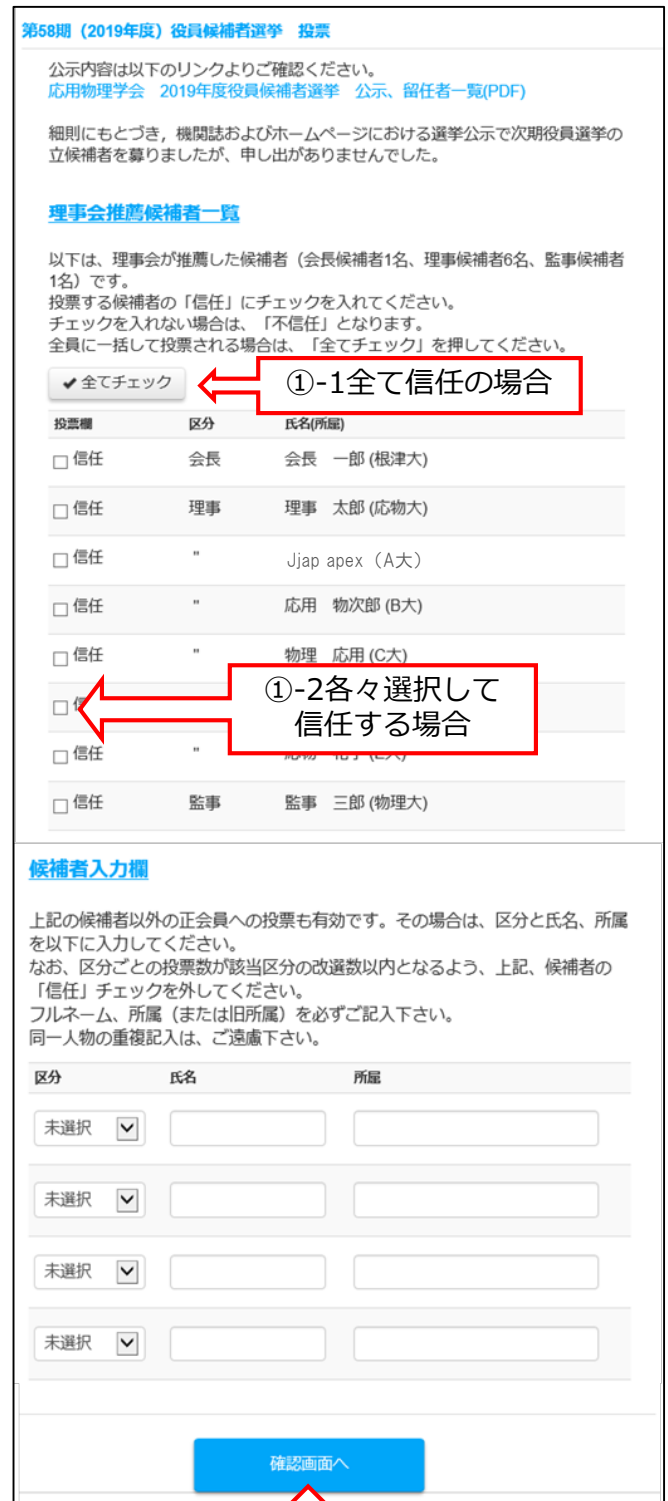 第58期（2019年度）役員候補者選挙　投票
公示内容は以下のリンクよりご確認ください。
応用物理学会　2019年度役員候補者選挙　公示、留任者一覧(PDF)
細則にもとづき，機関誌およびホームページにおける選挙公示で次期役員選挙の
立候補者を募りましたが、申し出がありませんでした。
理事会推薦候補者一覧
以下は、理事会が推薦した候補者（会長候補者1名、理事候補者6名、監事候補者
1名）です。
投票する候補者の「信任」にチェックを入れてください。
チェックを入れない場合は、「不信任」となります。
全員に一括して投票される場合は、「全てチェック」を押してください。
✔全てチェック　①-1全て信任の場合
投票欄　区分　氏名(所属)
信任　会長　会長　一郎 (根津大)
信任　理事　理事　太郎 (応物大)
信任　"　Jjap apex（A大）
信任　"　応用　物次郎 (B大)
信任　"　物理　応用 (C大)
①-2各々選択して
信任する場合
信任　"
信任　監事　監事　三郎 (物理大)
候補者入力欄
上記の候補者以外の正会員への投票も有効です。その場合は、区分と氏名、所属
を以下に入力してください。
なお、区分ごとの投票数が該当区分の改選数以内となるよう、上記、候補者の
「信任」チェックを外してください。
フルネーム、所属（または旧所属）を必ずご記入下さい。
同一人物の重複記入は、ご遠慮下さい。
区分　氏名　所属
未選択
未選択
未選択
未選択
確認画面へ